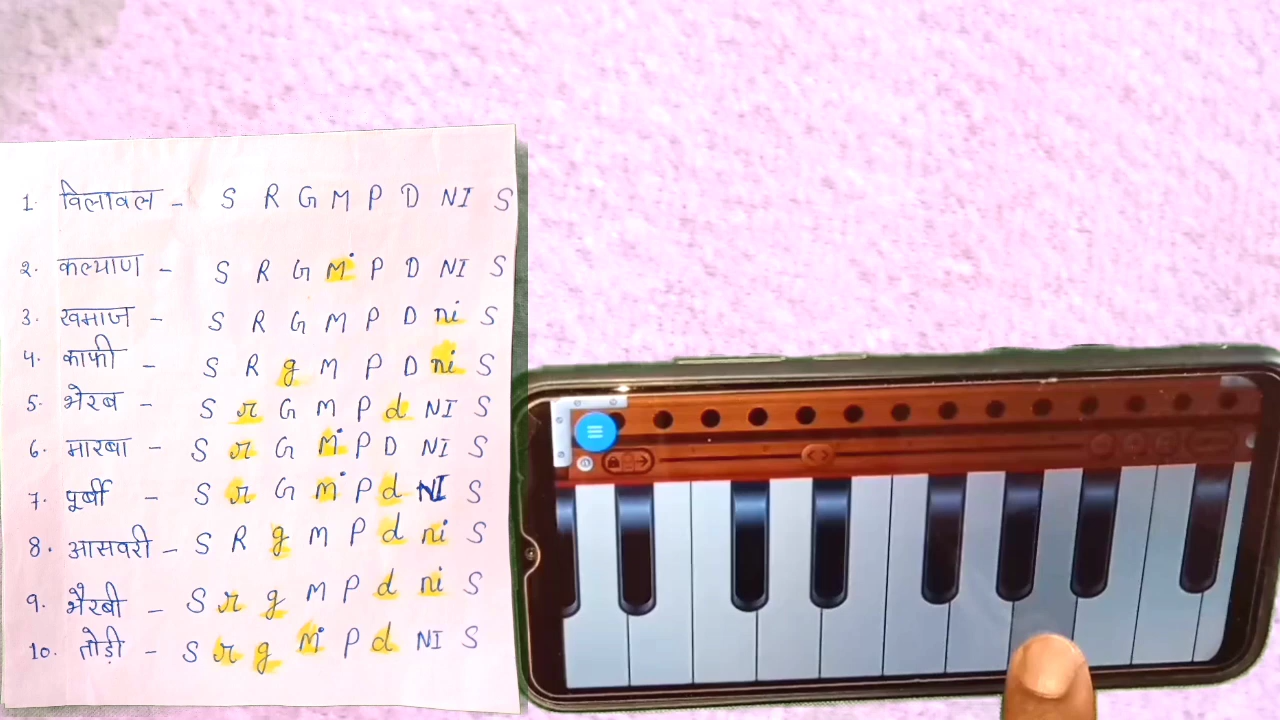 1. विलावल - S R G M P D NI S
2. कल्याण - S R G Ṁ P D NI S
3. खमाज - S R G M P D ni S
4. काफी - S R g M P D ni S
5. भैरब - S r G M P d NI S
6. मारबा - S r G Ṁ P D NI S
7. पूर्बी - S r G Ṁ P d NI S
8. आसवरी - S R g M P d ni S
9. भैरबी - S r g M P d ni S
10. तोड़ी - S r g Ṁ P d NI S